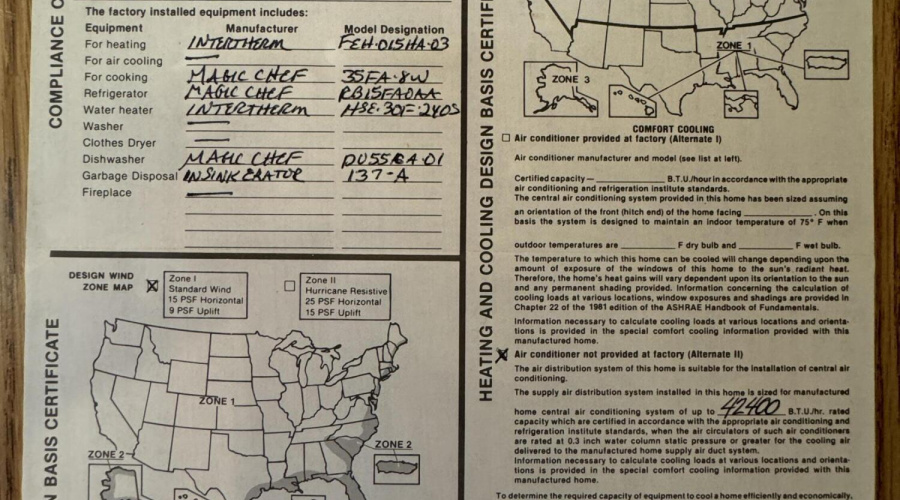 COMPLIANCE C
The factory installed equipment includes:
Equipment Manufacturer Model Designation
For heating INTERTHERM FEH-015HA-03
For air cooling —
For cooking MAGIC CHEF 35FA-8W
Refrigerator MAGIC CHEF RB15FADAA
Water heater INTERTHERM HSE-30F-240S
Washer —
Clothes Dryer —
Dishwasher MAGIC CHEF DU55BA-D1
Garbage Disposal INSINKERATOR 137-A
Fireplace —
DESIGN WIND
ZONE MAP
Zone I
Standard Wind
15 PSF Horizontal
9 PSF Uplift
Zone II
Hurricane Resistive
25 PSF Horizontal
15 PSF Uplift
N BASIS CERTIFICATE
ZONE 1
ZONE 2
ZONE 2
HEATING AND COOLING DESIGN BASIS CERTIF
ZONE 1
ZONE 3
COMFORT COOLING
Air conditioner provided at factory (Alternate I)
Air conditioner manufacturer and model (see list at left).
Certified capacity — B.T.U./hour in accordance with the appropriate
air conditioning and refrigeration institute standards.
The central air conditioning system provided in this home has been sized assuming
an orientation of the front (hitch end) of the home facing . On this
basis the system is designed to maintain an indoor temperature of 75° F when
outdoor temperatures are F dry bulb and F wet bulb.
The temperature to which this home can be cooled will change depending upon the
amount of exposure of the windows of this home to the sun's radiant heat.
Therefore, the home's heat gains will vary dependent upon its orientation to the sun
and any permanent shading provided. Information concerning the calculation of
cooling loads at various locations, window exposures and shadings are provided in
Chapter 22 of the 1981 edition of the ASHRAE Handbook of Fundamentals.
Information necessary to calculate cooling loads at various locations and orienta-
tions is provided in the special comfort cooling information provided with this
manufactured home.
X Air conditioner not provided at factory (Alternate II)
The air distribution system of this home is suitable for the installation of central air
conditioning.
The supply air distribution system installed in this home is sized for manufactured
home central air conditioning system of up to 42400 B.T.U./hr. rated
capacity which are certified in accordance with the appropriate air conditioning and
refrigeration institute standards, when the air circulators of such air conditioners
are rated at 0.3 inch water column static pressure or greater for the cooling air
delivered to the manufactured home supply air duct system.
Information necessary to calculate cooling loads at various locations and orienta-
tions is provided in the special comfort cooling information provided with this
manufactured home.
To determine the required capacity of equipment to cool a home efficiently and economically,